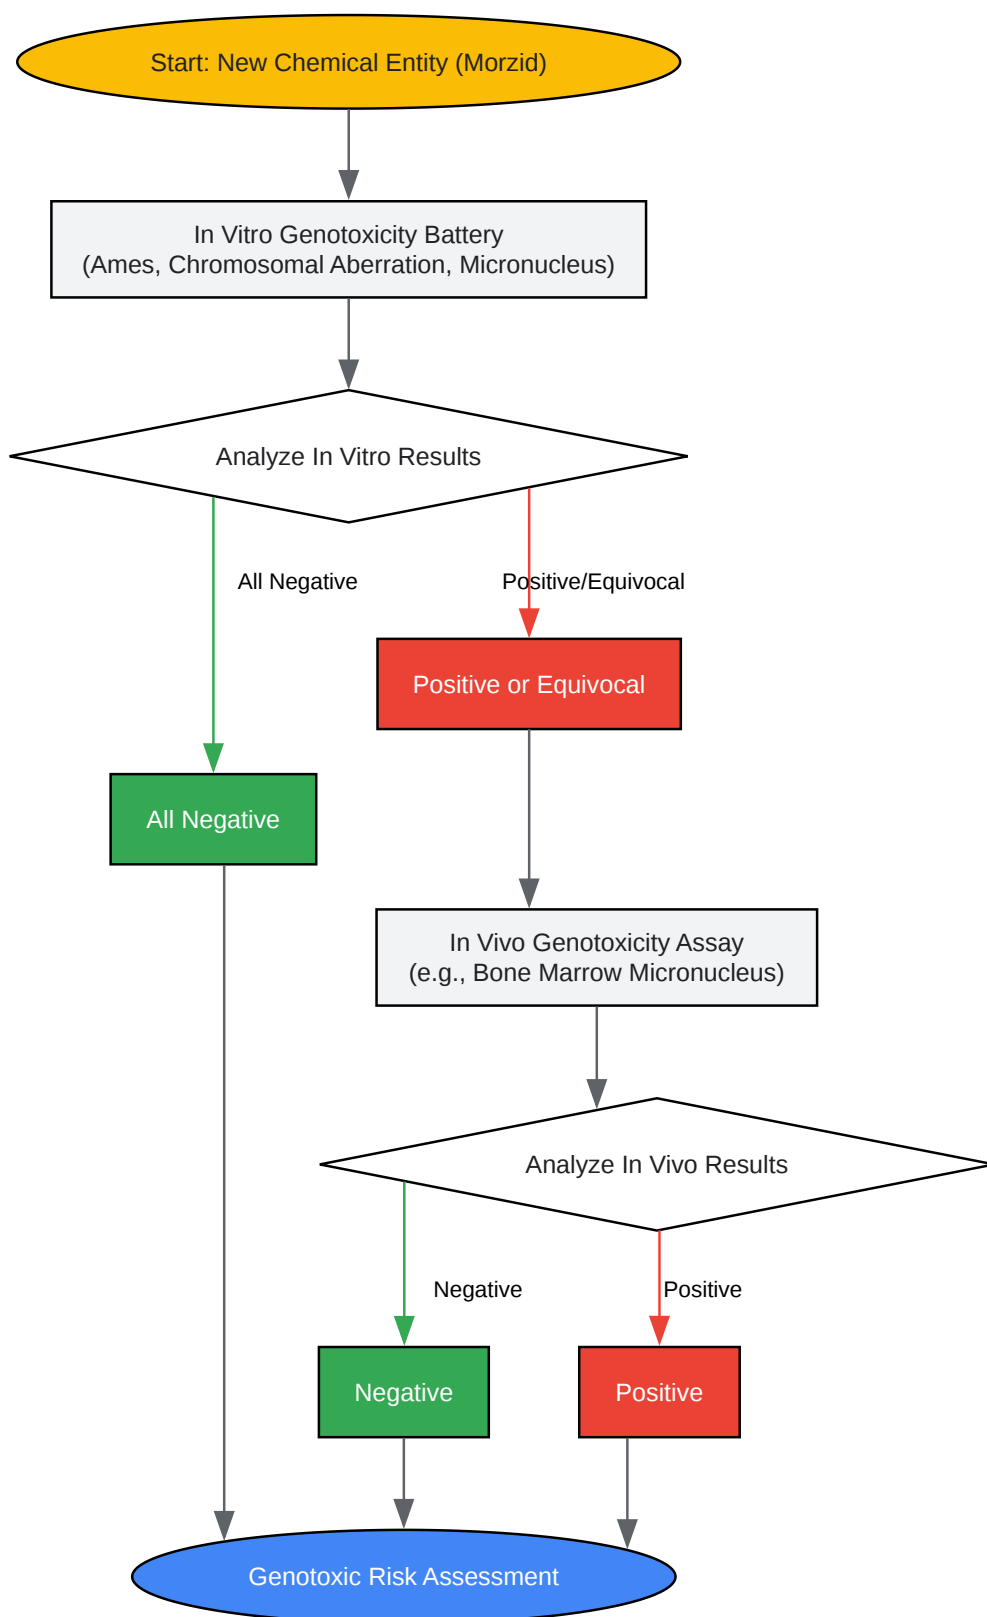 Start: New Chemical Entity (Morzid)
In Vitro Genotoxicity Battery
(Ames, Chromosomal Aberration, Micronucleus)
Analyze In Vitro Results
All Negative
Positive/Equivocal
Positive or Equivocal
All Negative
In Vivo Genotoxicity Assay
(e.g., Bone Marrow Micronucleus)
Analyze In Vivo Results
Negative
Positive
Negative
Positive
Genotoxic Risk Assessment